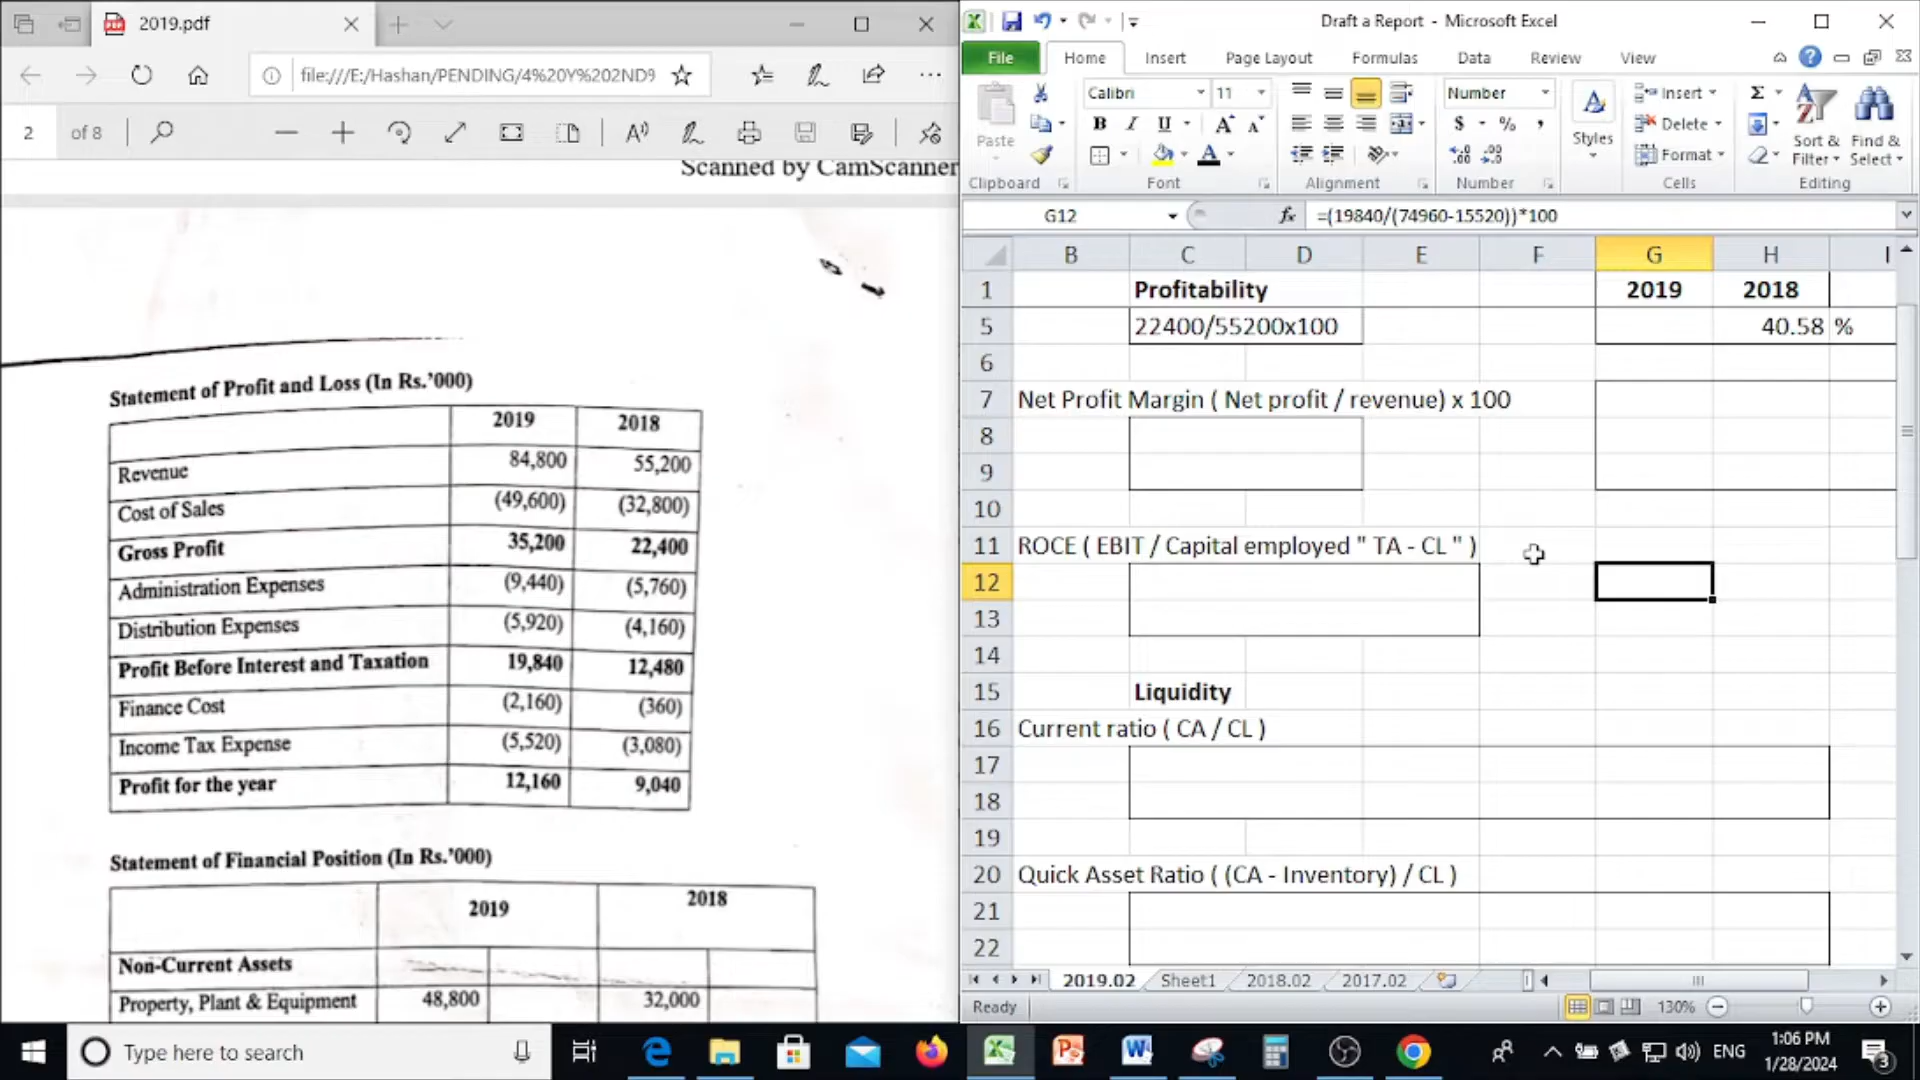 2019.pdf
file:///E:/Hashan/PENDING/4%20Y%202ND9
2 of 8
Scanned by CamScanner
Statement of Profit and Loss (In Rs.'000)
2019 2018
Revenue 84,800 55,200
Cost of Sales (49,600) (32,800)
Gross Profit 35,200 22,400
Administration Expenses (9,440) (5,760)
Distribution Expenses (5,920) (4,160)
Profit Before Interest and Taxation 19,840 12,480
Finance Cost (2,160) (360)
Income Tax Expense (5,520) (3,080)
Profit for the year 12,160 9,040
Statement of Financial Position (In Rs.'000)
2019 2018
Non-Current Assets
Property, Plant & Equipment 48,800 32,000
Draft a Report - Microsoft Excel
File Home Insert Page Layout Formulas Data Review View
Calibri 11 Number
Paste
B I U A A $ % , Styles
Insert
Delete
Format
Sort & Filter
Find & Select
Clipboard Font Alignment Number Cells Editing
G12 fx =(19840/(74960-15520))*100
B C D E F G H I
1 Profitability 2019 2018
5 22400/55200x100 40.58 %
6
7 Net Profit Margin ( Net profit / revenue) x 100
8
9
10
11 ROCE ( EBIT / Capital employed " TA - CL " )
12
13
14
15 Liquidity
16 Current ratio ( CA / CL )
17
18
19
20 Quick Asset Ratio ( (CA - Inventory) / CL )
21
22
2019.02 Sheet1 2018.02 2017.02
Ready 130%
Type here to search
ENG
1:06 PM
1/28/2024
3